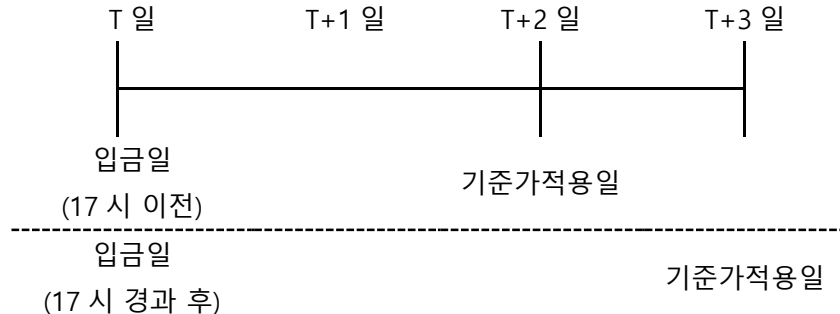 T 일 T+1 일 T+2 일 T+3 일
입금일
(17 시 이전)
기준가적용일
입금일
(17 시 경과 후)
기준가적용일